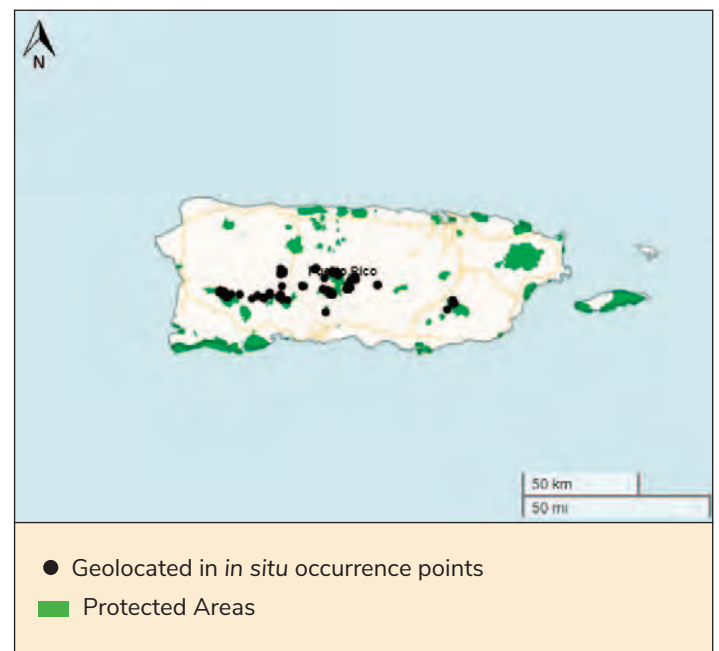 N
Puerto Rico
50 km
50 mi
Geolocated in in situ occurrence points
Protected Areas